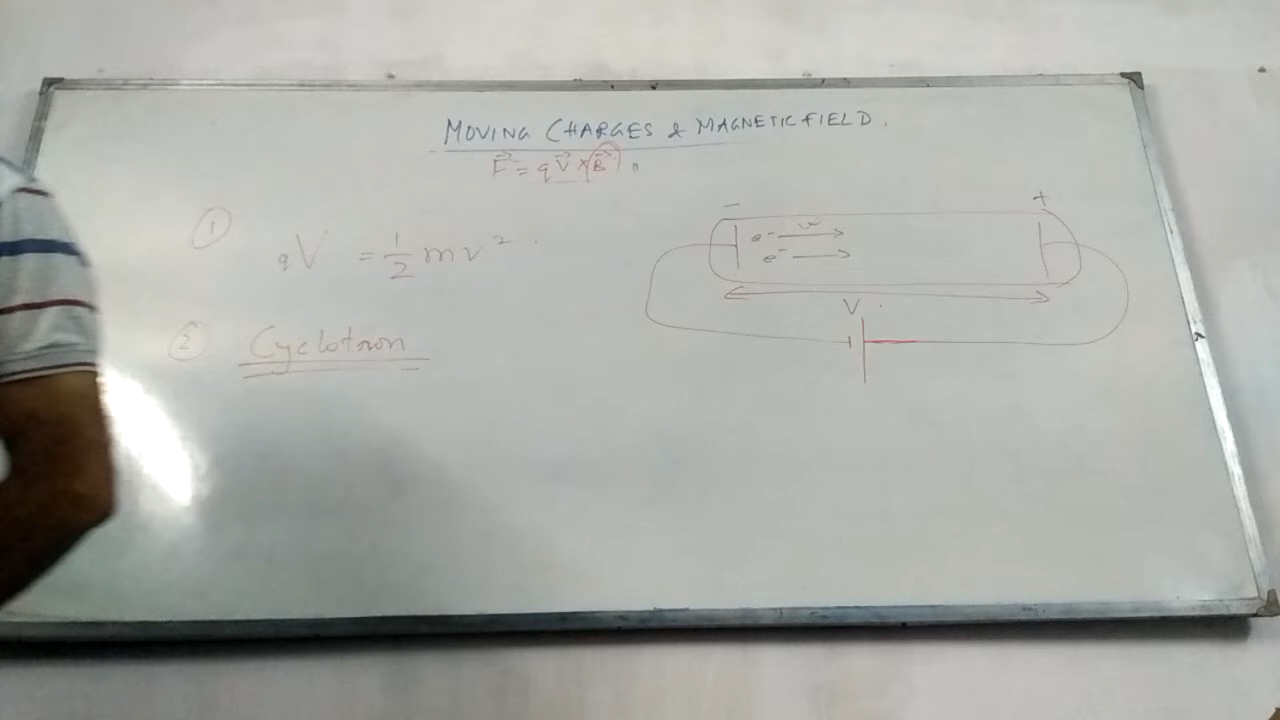 MOVING CHARGES & MAGNETIC FIELD.
F⃗ = qV⃗ × B⃗
① qV = 1/2 mv² .
② Cyclotron
- +
e⁻ → v
e⁻ →
V .